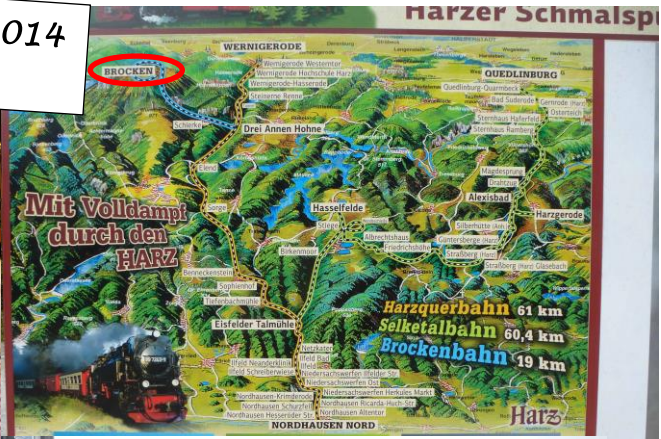 014
Harzer Schmalspu
WERNIGERODE
BROCKEN
Wernigerode Westerntor
Wernigerode Hochschule Harz
Wernigerode-Hasserode
Steinerne Renne
QUEDLINBURG
Quedlinburg-Quarmbeck
Bad Suderode
Gernrode (Harz)
Osterteich
Sternhaus Haferfeld
Sternhaus Ramberg
Schierke
Drei Annen Hohne
Elend
Sorge
Mägdesprung
Drahtzug
Alexisbad
Harzgerode
Mit Volldampf
durch den
HARZ
Hasselfelde
Stiege
Albrechtshaus
Friedrichshöhe
Birkenmoor
Silberhütte (Anh)
Güntersberge (Harz)
Straßberg (Harz)
Straßberg (Harz) Glasebach
Benneckenstein
Sophienhof
Tiefenbachmühle
Eisfelder Talmühle
Harzquerbahn 61 km
Selketalbahn 60,4 km
Brockenbahn 19 km
Netzkater
Ilfeld Bad
Ilfeld
Ilfeld Neanderklinik
Ilfeld Schreiberwiese
Niedersachswerfen Ilfelder Str
Niedersachswerfen Ost
Niedersachswerfen Herkules Markt
Nordhausen-Krimderode
Nordhausen Ricarda-Huch-Str.
Nordhausen Schurzfell
Nordhausen Altentor
Nordhausen Hesseröder Str.
NORDHAUSEN NORD
Harz